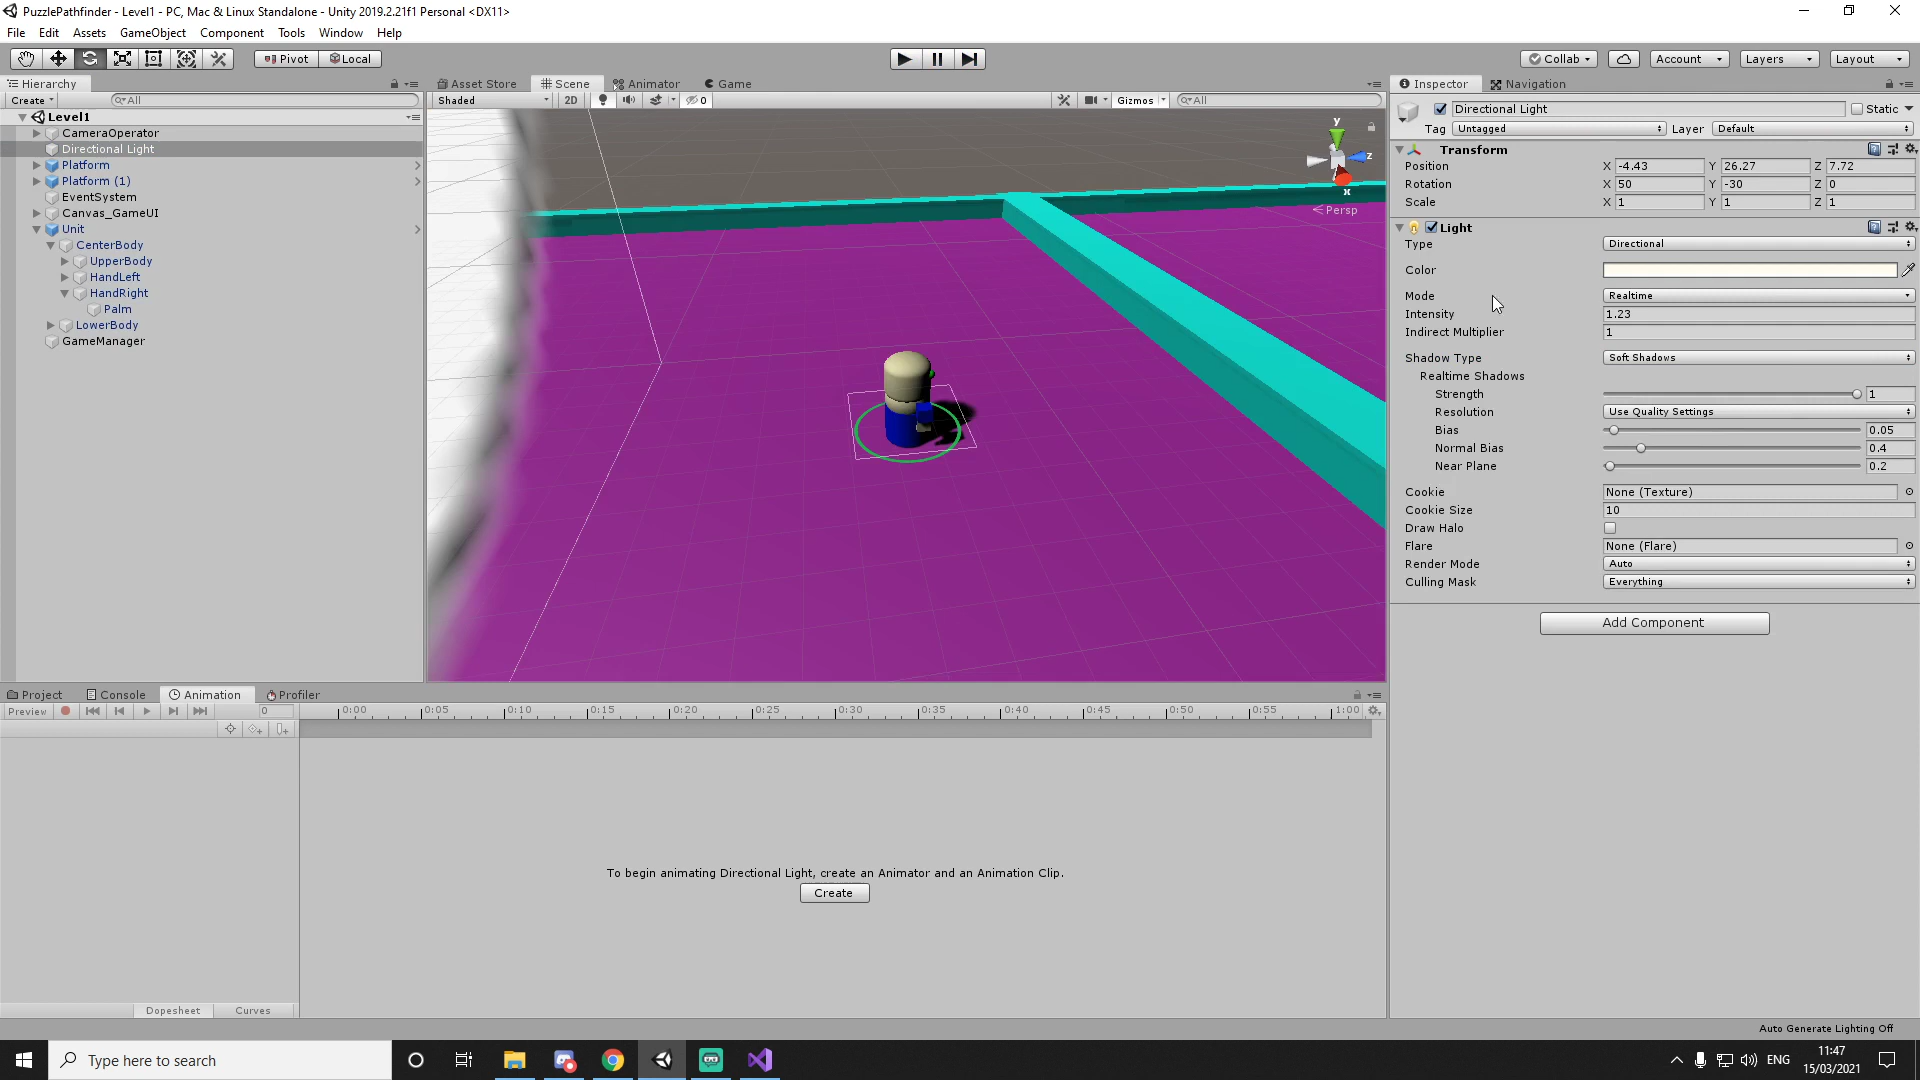 PuzzlePathfinder - Level1 - PC, Mac & Linux Standalone - Unity 2019.2.21f1 Personal <DX11>
File Edit Assets GameObject Component Tools Window Help
Pivot Local Collab Account Layers Layout
Hierarchy
Create All
Level1
CameraOperator
Directional Light
Platform
Platform (1)
EventSystem
Canvas_GameUI
Unit
CenterBody
UpperBody
HandLeft
HandRight
Palm
LowerBody
GameManager
Asset Store Scene Animator Game
Shaded 2D 0 Gizmos All
y
z
x
Persp
Inspector Navigation
Directional Light Static
Tag Untagged Layer Default
Transform
Position X -4.43 Y 26.27 Z 7.72
Rotation X 50 Y -30 Z 0
Scale X 1 Y 1 Z 1
Light
Type Directional
Color
Mode Realtime
Intensity 1.23
Indirect Multiplier 1
Shadow Type Soft Shadows
Realtime Shadows
Strength 1
Resolution Use Quality Settings
Bias 0.05
Normal Bias 0.4
Near Plane 0.2
Cookie None (Texture)
Cookie Size 10
Draw Halo
Flare None (Flare)
Render Mode Auto
Culling Mask Everything
Add Component
Project Console Animation Profiler
Preview 0 0:00 0:05 0:10 0:15 0:20 0:25 0:30 0:35 0:40 0:45 0:50 0:55 1:00
To begin animating Directional Light, create an Animator and an Animation Clip.
Create
Dopesheet Curves
Auto Generate Lighting Off
Type here to search
ENG
11:47
15/03/2021